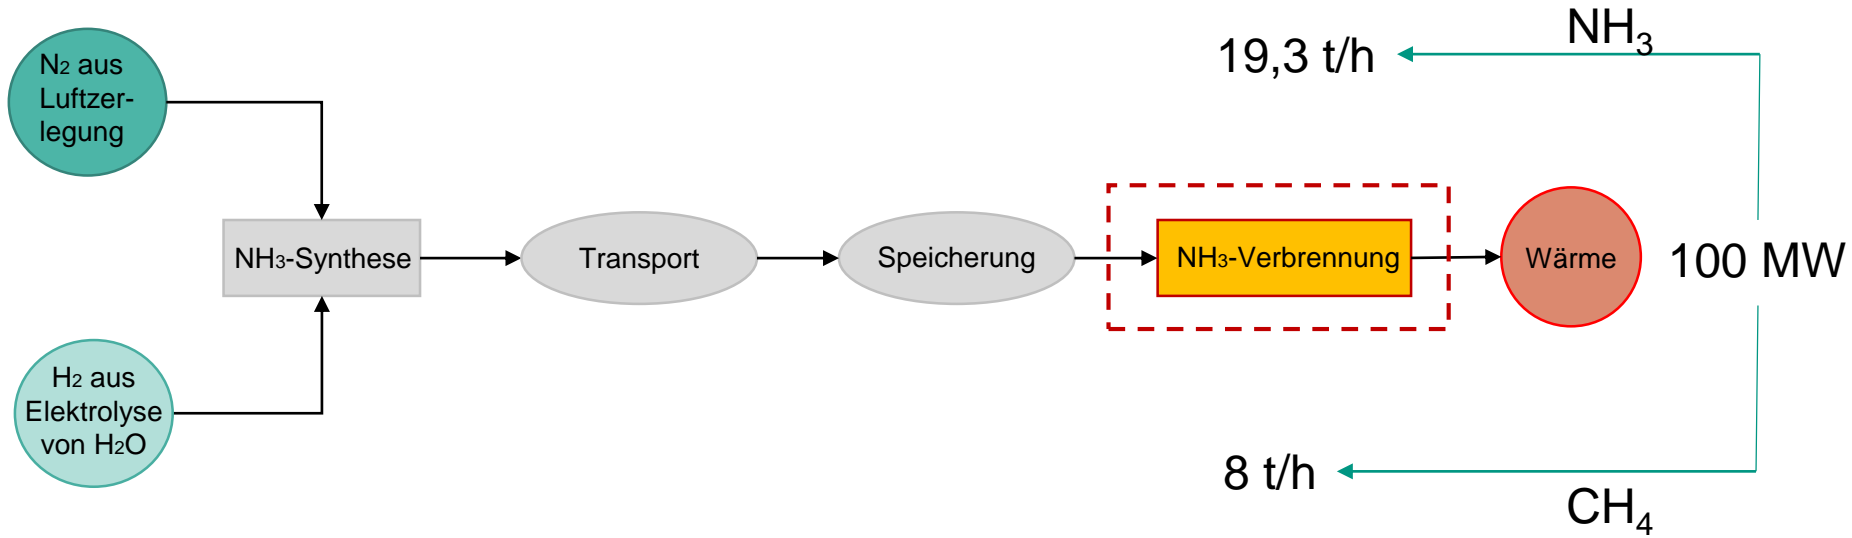 N2 aus
Luftzer-
legung
H2 aus
Elektrolyse
von H2O
NH3-Synthese
Transport
Speicherung
NH3-Verbrennung
Wärme
19,3 t/h
NH3
100 MW
8 t/h
CH4